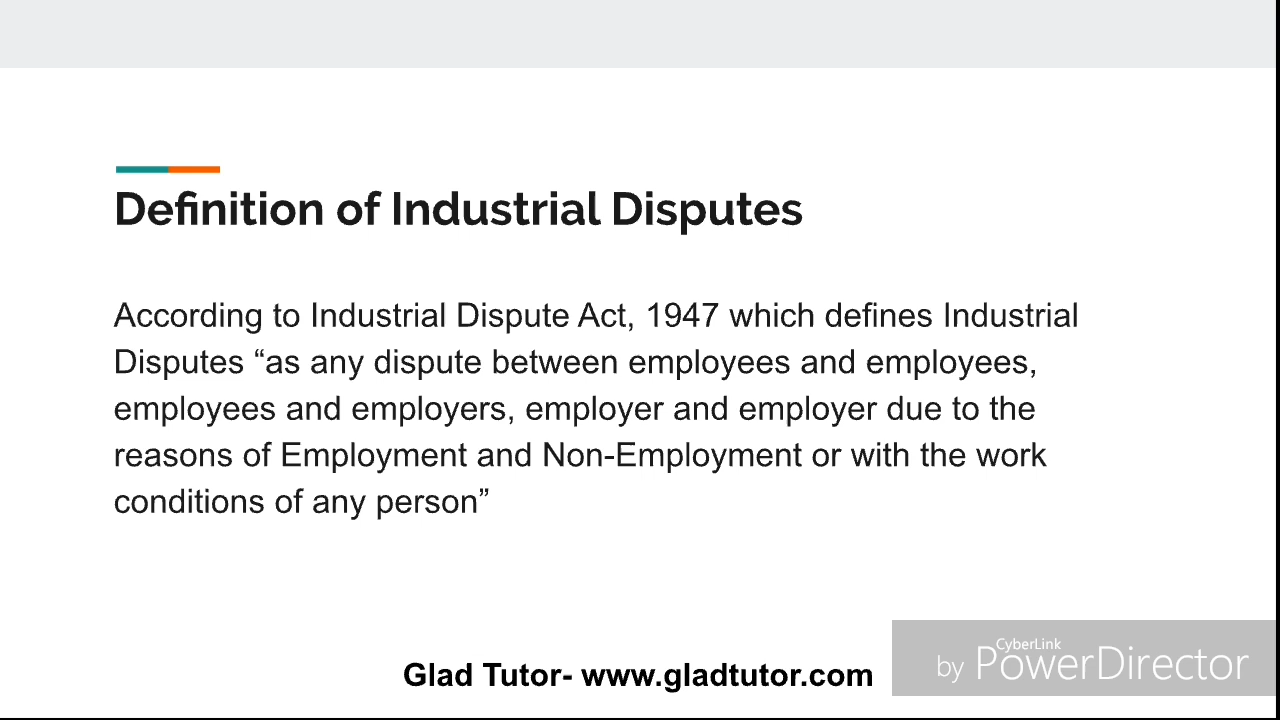 Definition of Industrial Disputes
According to Industrial Dispute Act, 1947 which defines Industrial
Disputes “as any dispute between employees and employees,
employees and employers, employer and employer due to the
reasons of Employment and Non-Employment or with the work
conditions of any person”
Glad Tutor- www.gladtutor.com
CyberLink
by PowerDirector